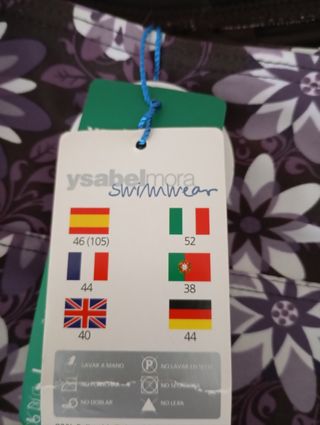 ysabelmora
swimwear
46 (105) 52
44 38
40 44
LAVAR A MANO P NO LAVAR EN SECO
NO PLANCHAR NO SECADORA
NO DOBLAR NO LEJIA